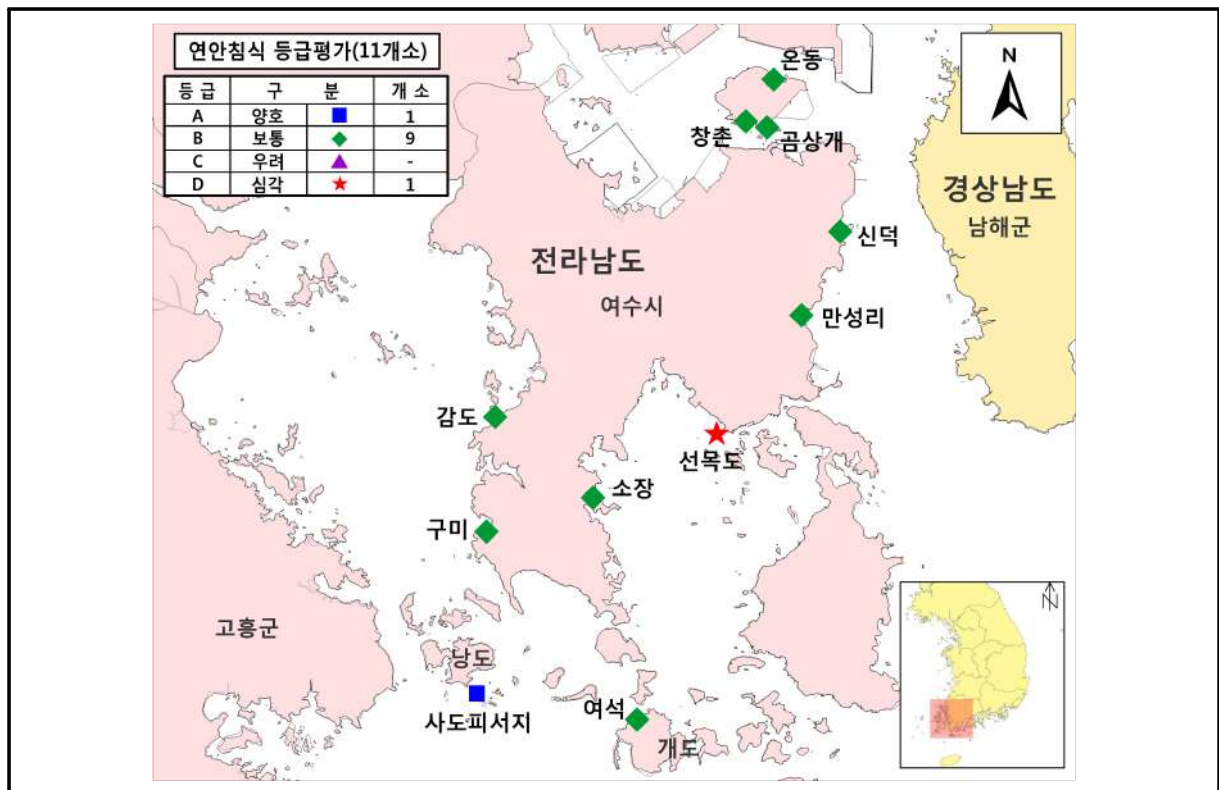 연안침식 등급평가(11개소)
등 급 구 분 개 소
A 양호 1
B 보통 9
C 우려 -
D 심각 1
N
온동
창촌
곰상개
경상남도
남해군
신덕
전라남도
여수시
만성리
감도
선목도
소장
구미
고흥군
낭도
사도피서지
여석
개도
N